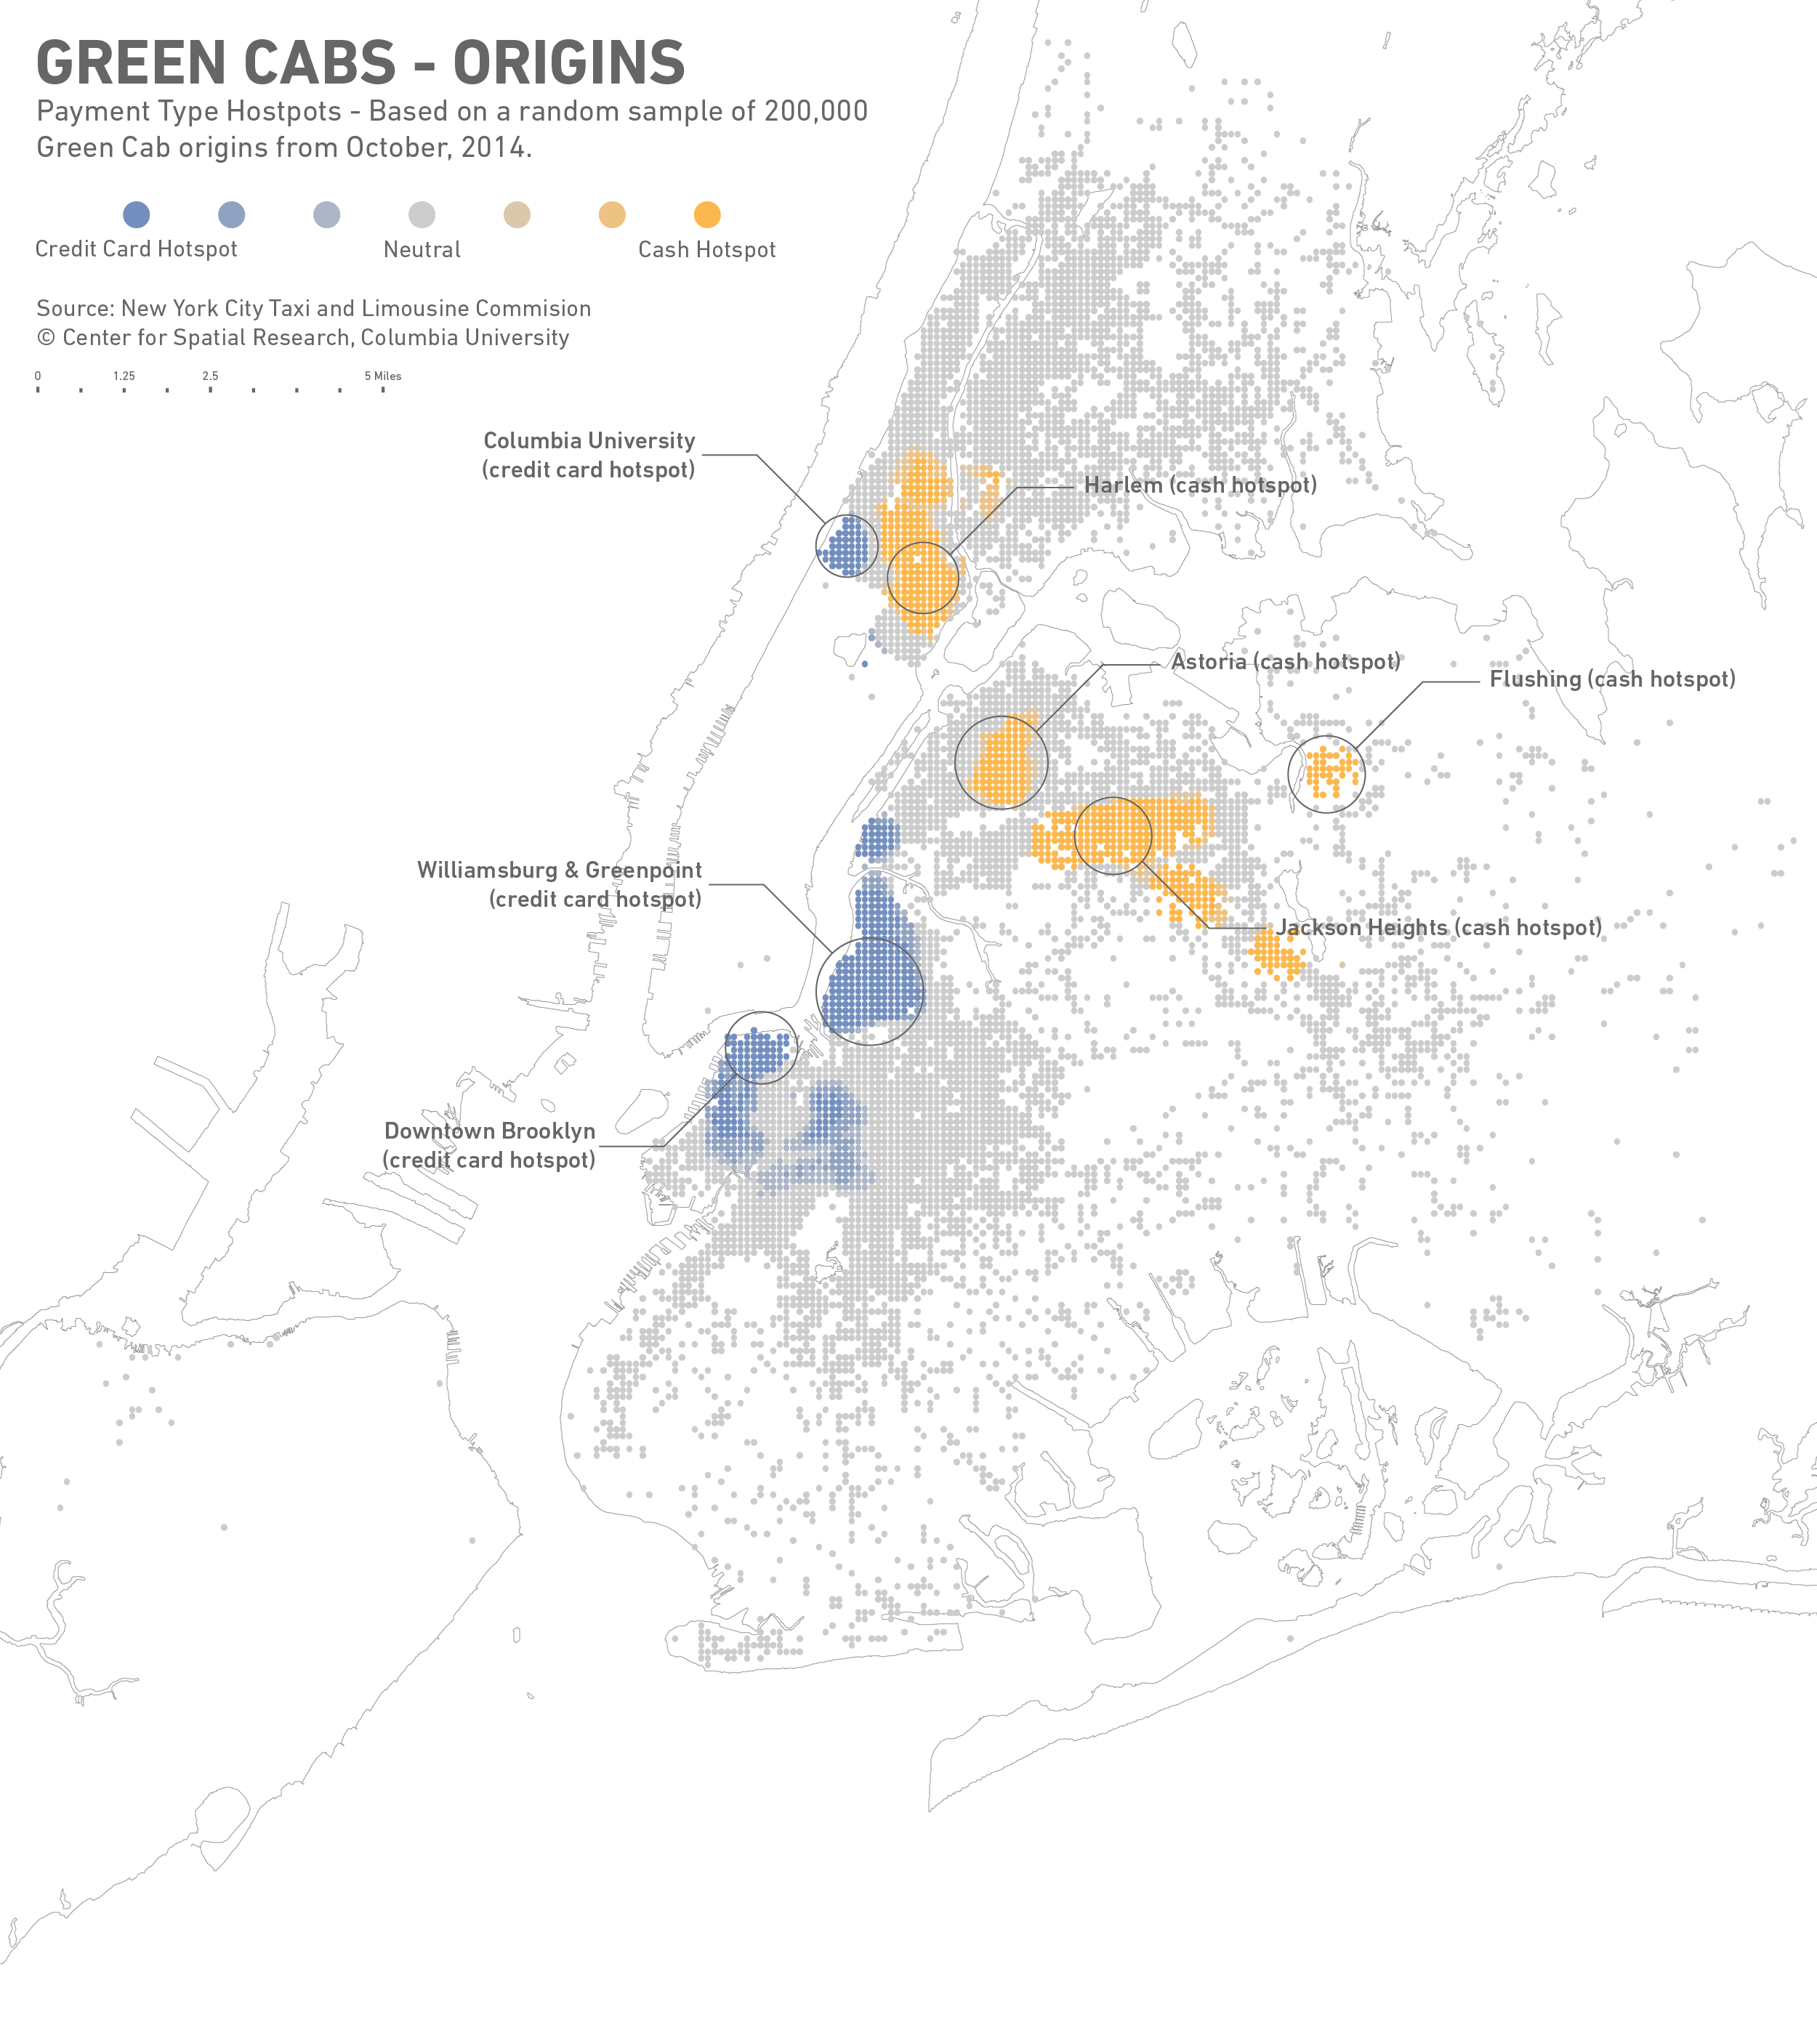 GREEN CABS - ORIGINS
Payment Type Hostpots - Based on a random sample of 200,000
Green Cab origins from October, 2014.
Credit Card Hotspot Neutral Cash Hotspot
Source: New York City Taxi and Limousine Commision
© Center for Spatial Research, Columbia University
0 1.25 2.5 5 Miles
Columbia University
(credit card hotspot)
Harlem (cash hotspot)
Astoria (cash hotspot)
Flushing (cash hotspot)
Williamsburg & Greenpoint
(credit card hotspot)
Jackson Heights (cash hotspot)
Downtown Brooklyn
(credit card hotspot)